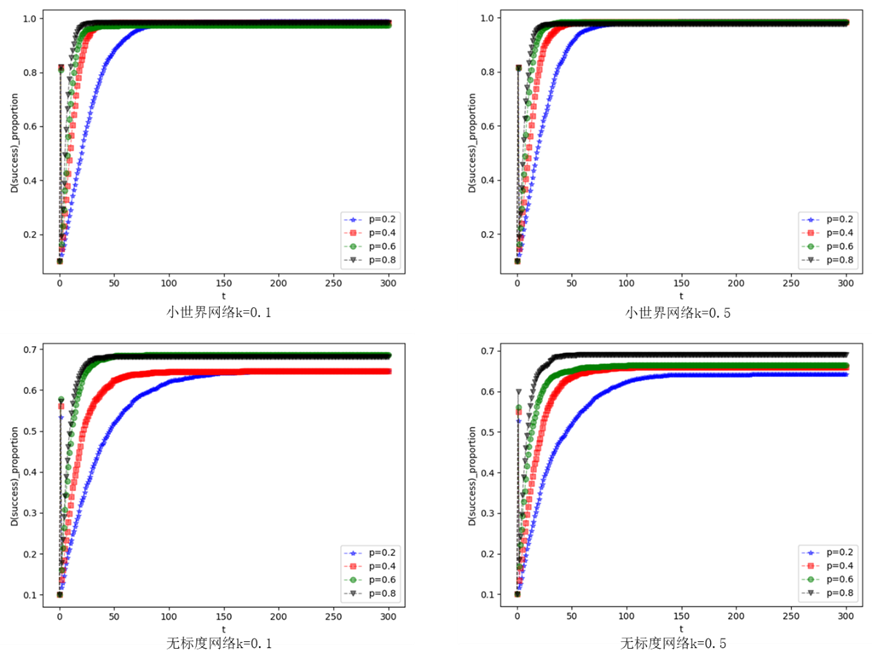 1.0
0.8
0.6
0.4
0.2
D(success)_proportion
p=0.2
p=0.4
p=0.6
p=0.8
0 50 100 150 200 250 300
t
小世界网络k=0.1
1.0
0.8
0.6
0.4
0.2
D(success)_proportion
p=0.2
p=0.4
p=0.6
p=0.8
0 50 100 150 200 250 300
t
小世界网络k=0.5
0.7
0.6
0.5
0.4
0.3
0.2
0.1
D(success)_proportion
p=0.2
p=0.4
p=0.6
p=0.8
0 50 100 150 200 250 300
t
无标度网络k=0.1
0.7
0.6
0.5
0.4
0.3
0.2
0.1
D(success)_proportion
p=0.2
p=0.4
p=0.6
p=0.8
0 50 100 150 200 250 300
t
无标度网络k=0.5